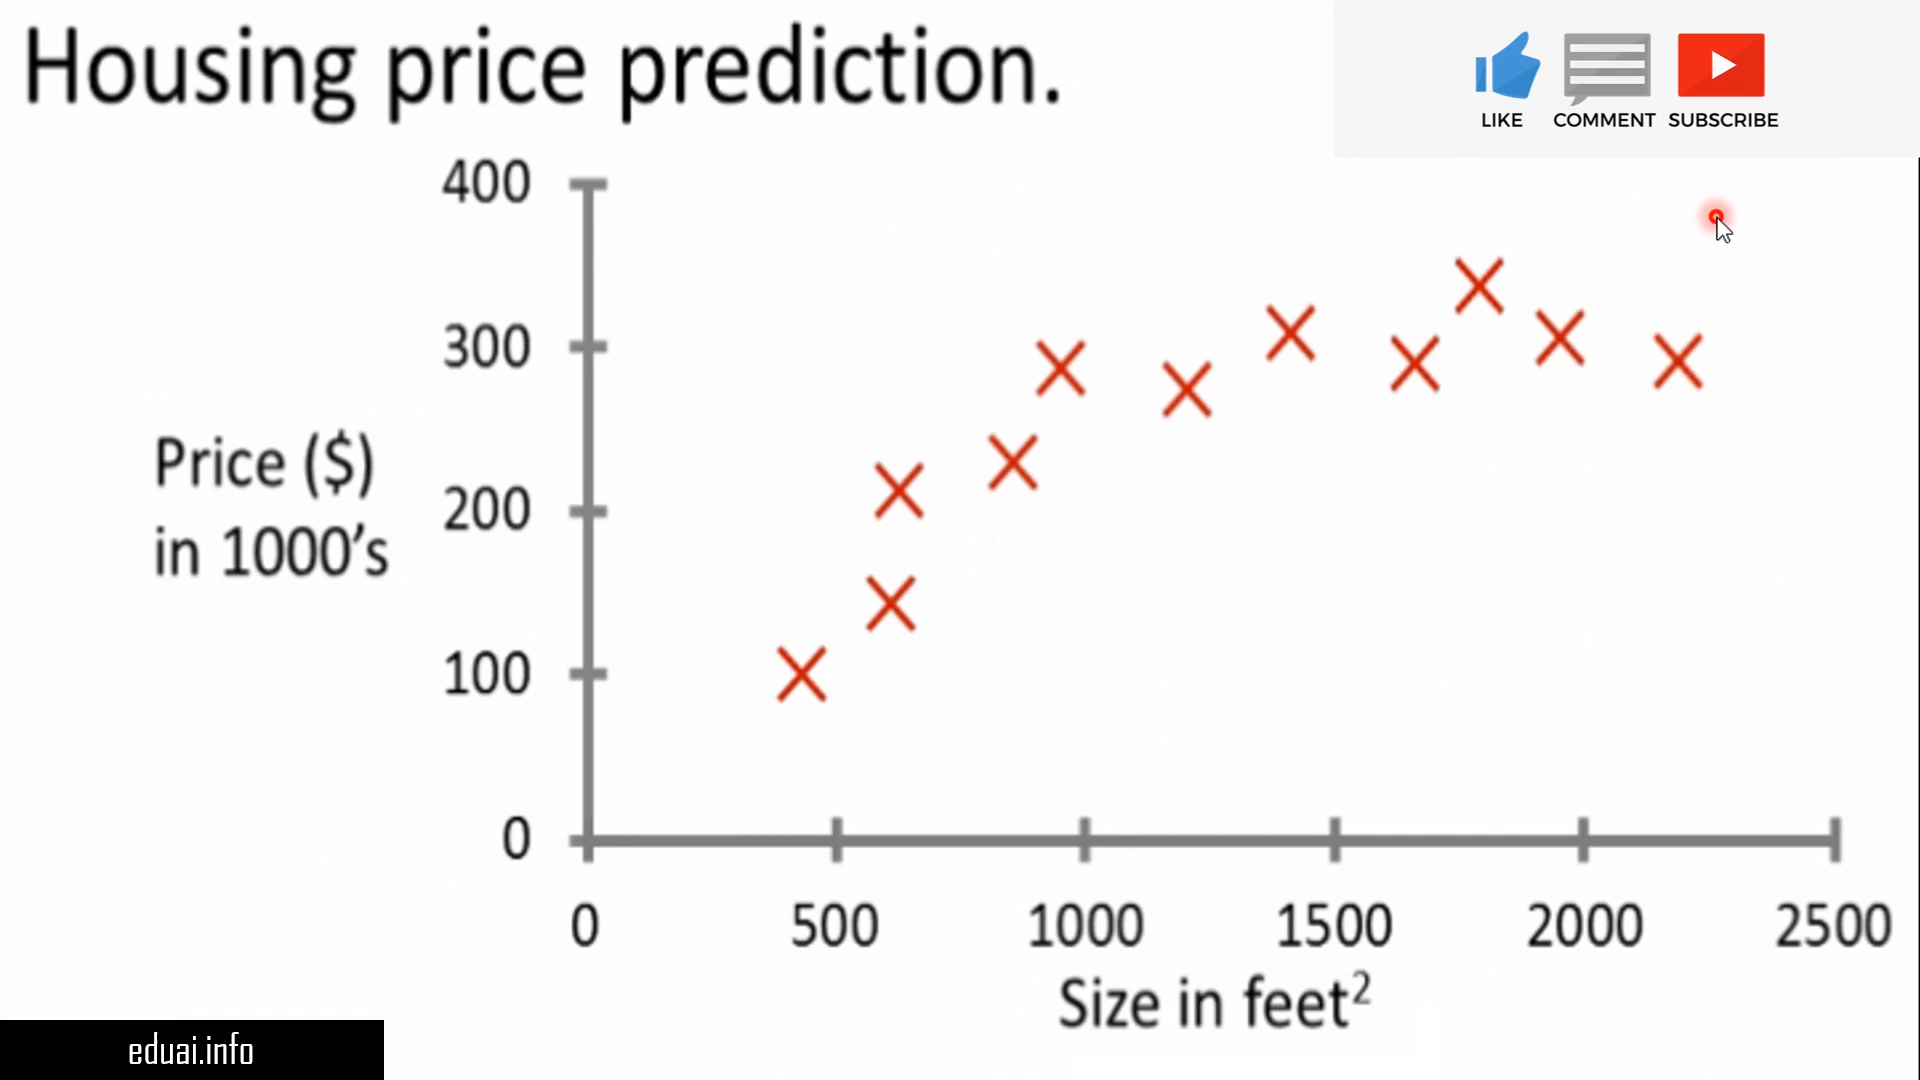 Housing price prediction.
LIKE COMMENT SUBSCRIBE
400
300
Price ($)
in 1000’s
200
100
0
0 500 1000 1500 2000 2500
Size in feet²
eduai.info